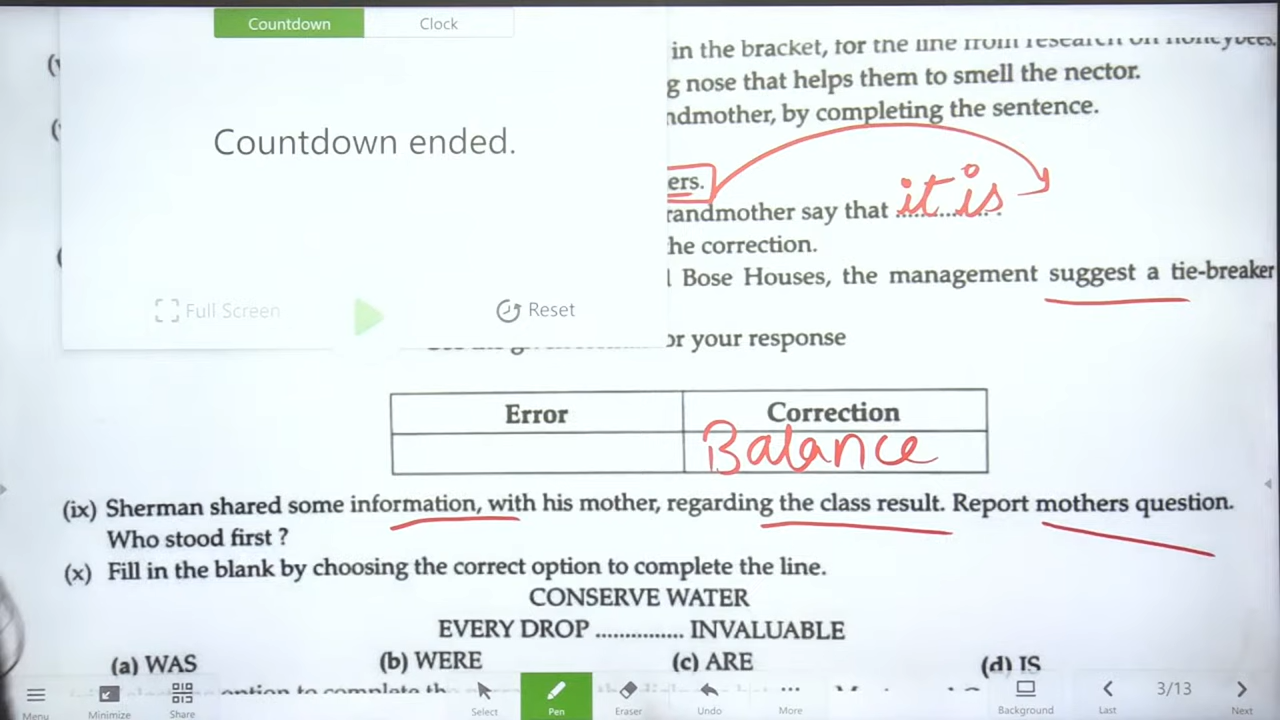 Countdown Clock
in the bracket, for the line from research on honeybees.
g nose that helps them to smell the nector.
Countdown ended.
ndmother, by completing the sentence.
ers.
randmother say that it is
he correction.
l Bose Houses, the management suggest a tie-breaker
Full Screen Reset
or your response
Error Correction
Balance
(ix) Sherman shared some information, with his mother, regarding the class result. Report mothers question.
Who stood first ?
(x) Fill in the blank by choosing the correct option to complete the line.
CONSERVE WATER
EVERY DROP ............... INVALUABLE
(a) WAS (b) WERE (c) ARE (d) IS
option to complete th
Menu Minimize Share Select Pen Eraser Undo More Background Last 3/13 Next